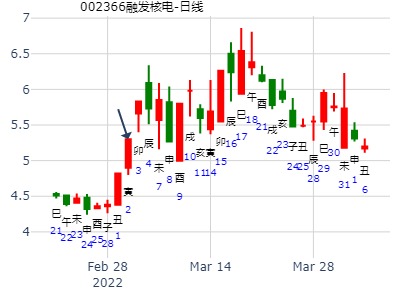 002366融发核电-日线
7
6.5
6
5.5
5
4.5
4
巳
21
午
22
未
23
申
24
酉
25
子
28
丑
1
寅
2
卯
3
辰
4
未
7
申
8
酉
9
戌
10
亥
11
寅
14
卯
15
辰
16
巳
17
午
18
酉
21
戌
22
亥
23
子
24
丑
25
辰
28
巳
29
午
30
未
31
申
1
丑
6
Feb 28
2022
Mar 14
Mar 28